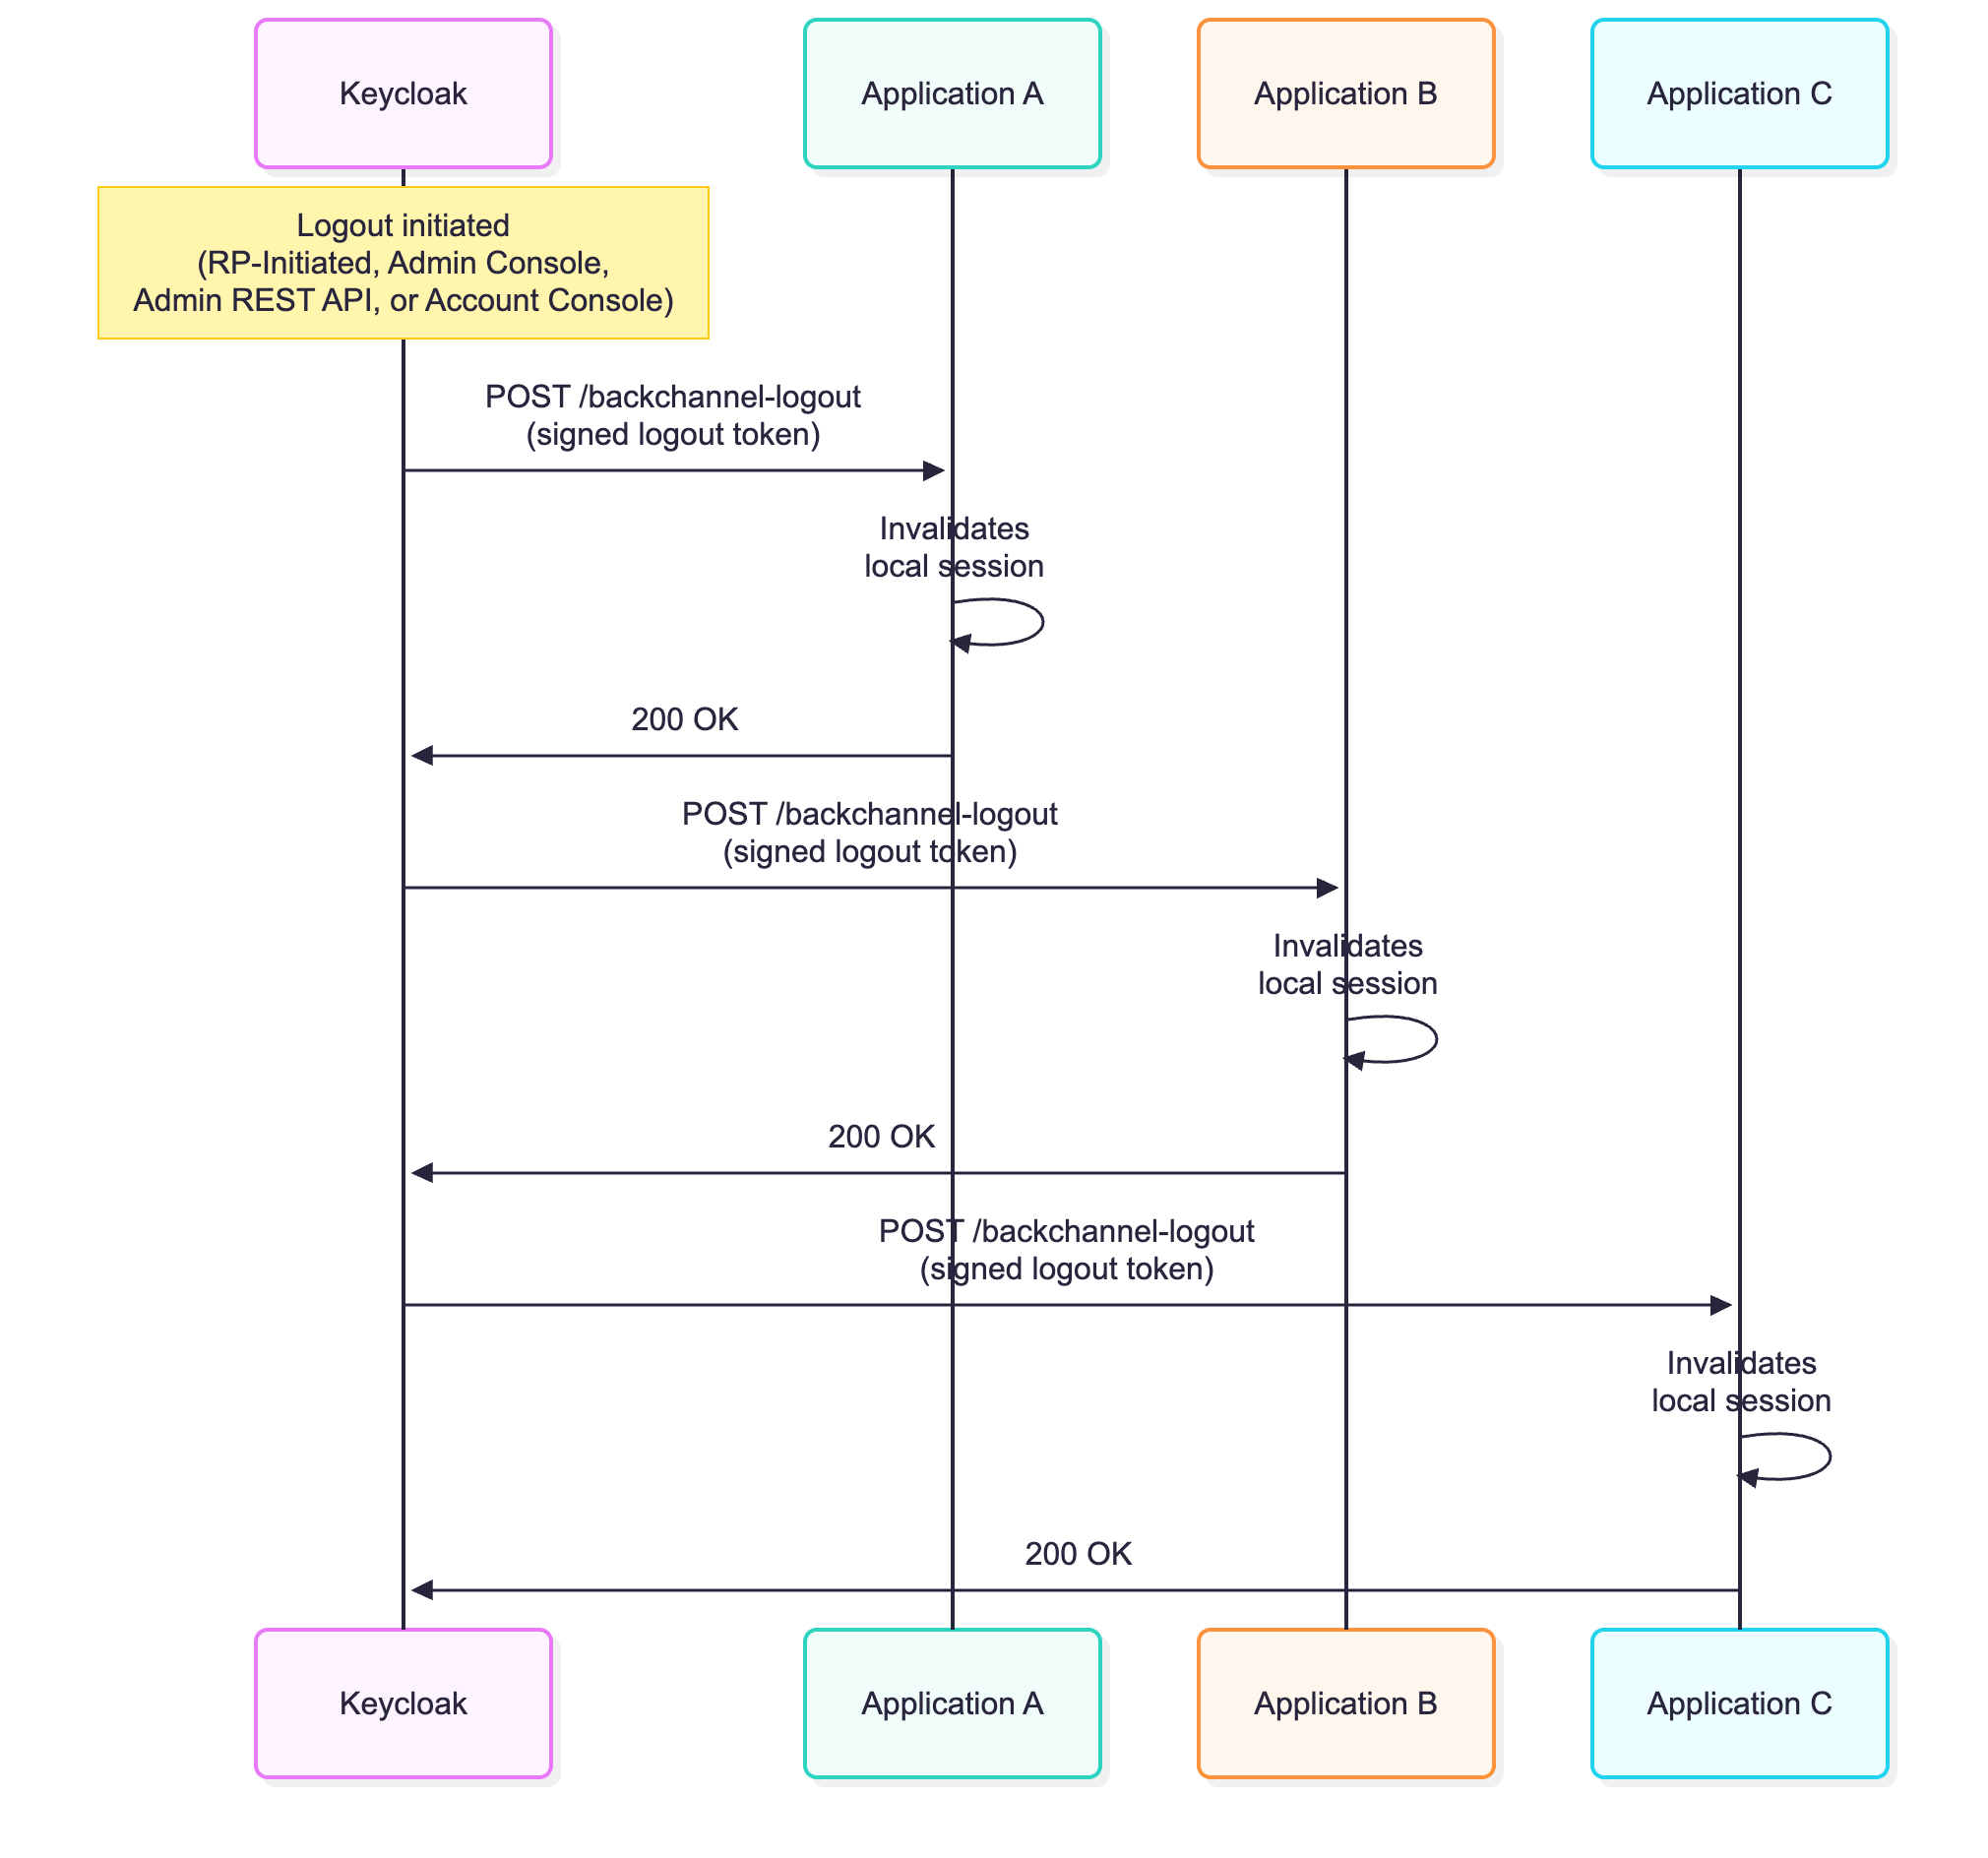 Keycloak
Application A
Application B
Application C
Logout initiated
(RP-Initiated, Admin Console,
Admin REST API, or Account Console)
POST /backchannel-logout
(signed logout token)
Invalidates
local session
200 OK
POST /backchannel-logout
(signed logout token)
Invalidates
local session
200 OK
POST /backchannel-logout
(signed logout token)
Invalidates
local session
200 OK
Keycloak
Application A
Application B
Application C